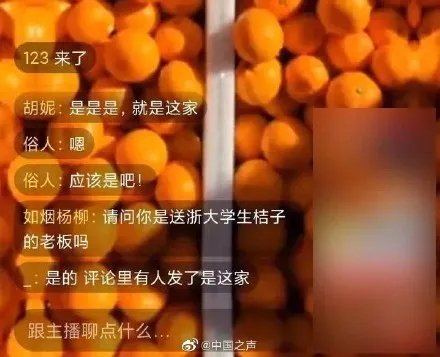 123 来了
胡妮：是是是，就是这家
俗人：嗯
俗人：应该是吧！
如烟杨柳：请问你是送浙大学生桔子
的老板吗
_：是的 评论里有人发了是这家
跟主播聊点什么...
@中国之声